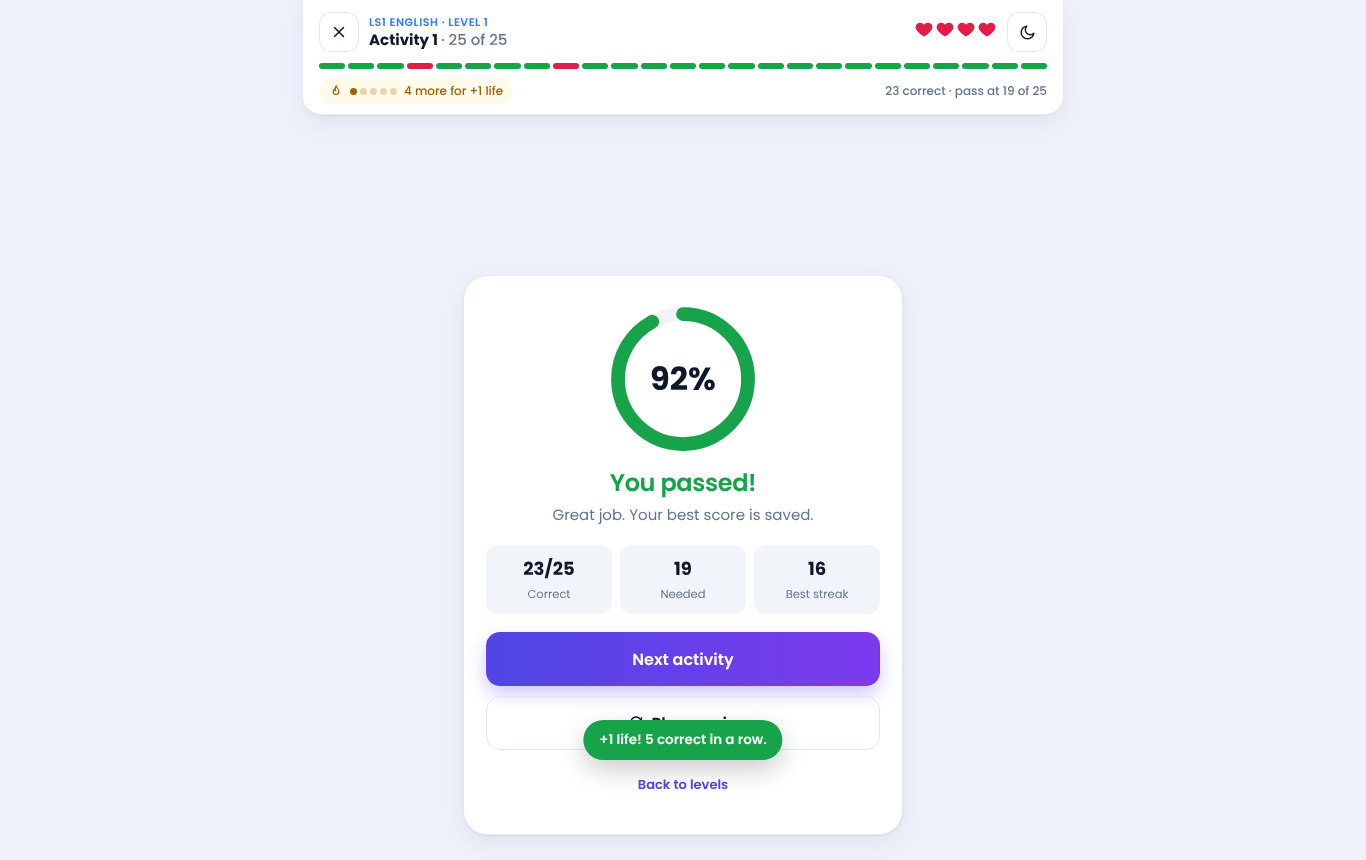 LS1 ENGLISH · LEVEL 1
Activity 1 · 25 of 25
4 more for +1 life
23 correct · pass at 19 of 25
92%
You passed!
Great job. Your best score is saved.
23/25
Correct
19
Needed
16
Best streak
Next activity
+1 life! 5 correct in a row.
Back to levels